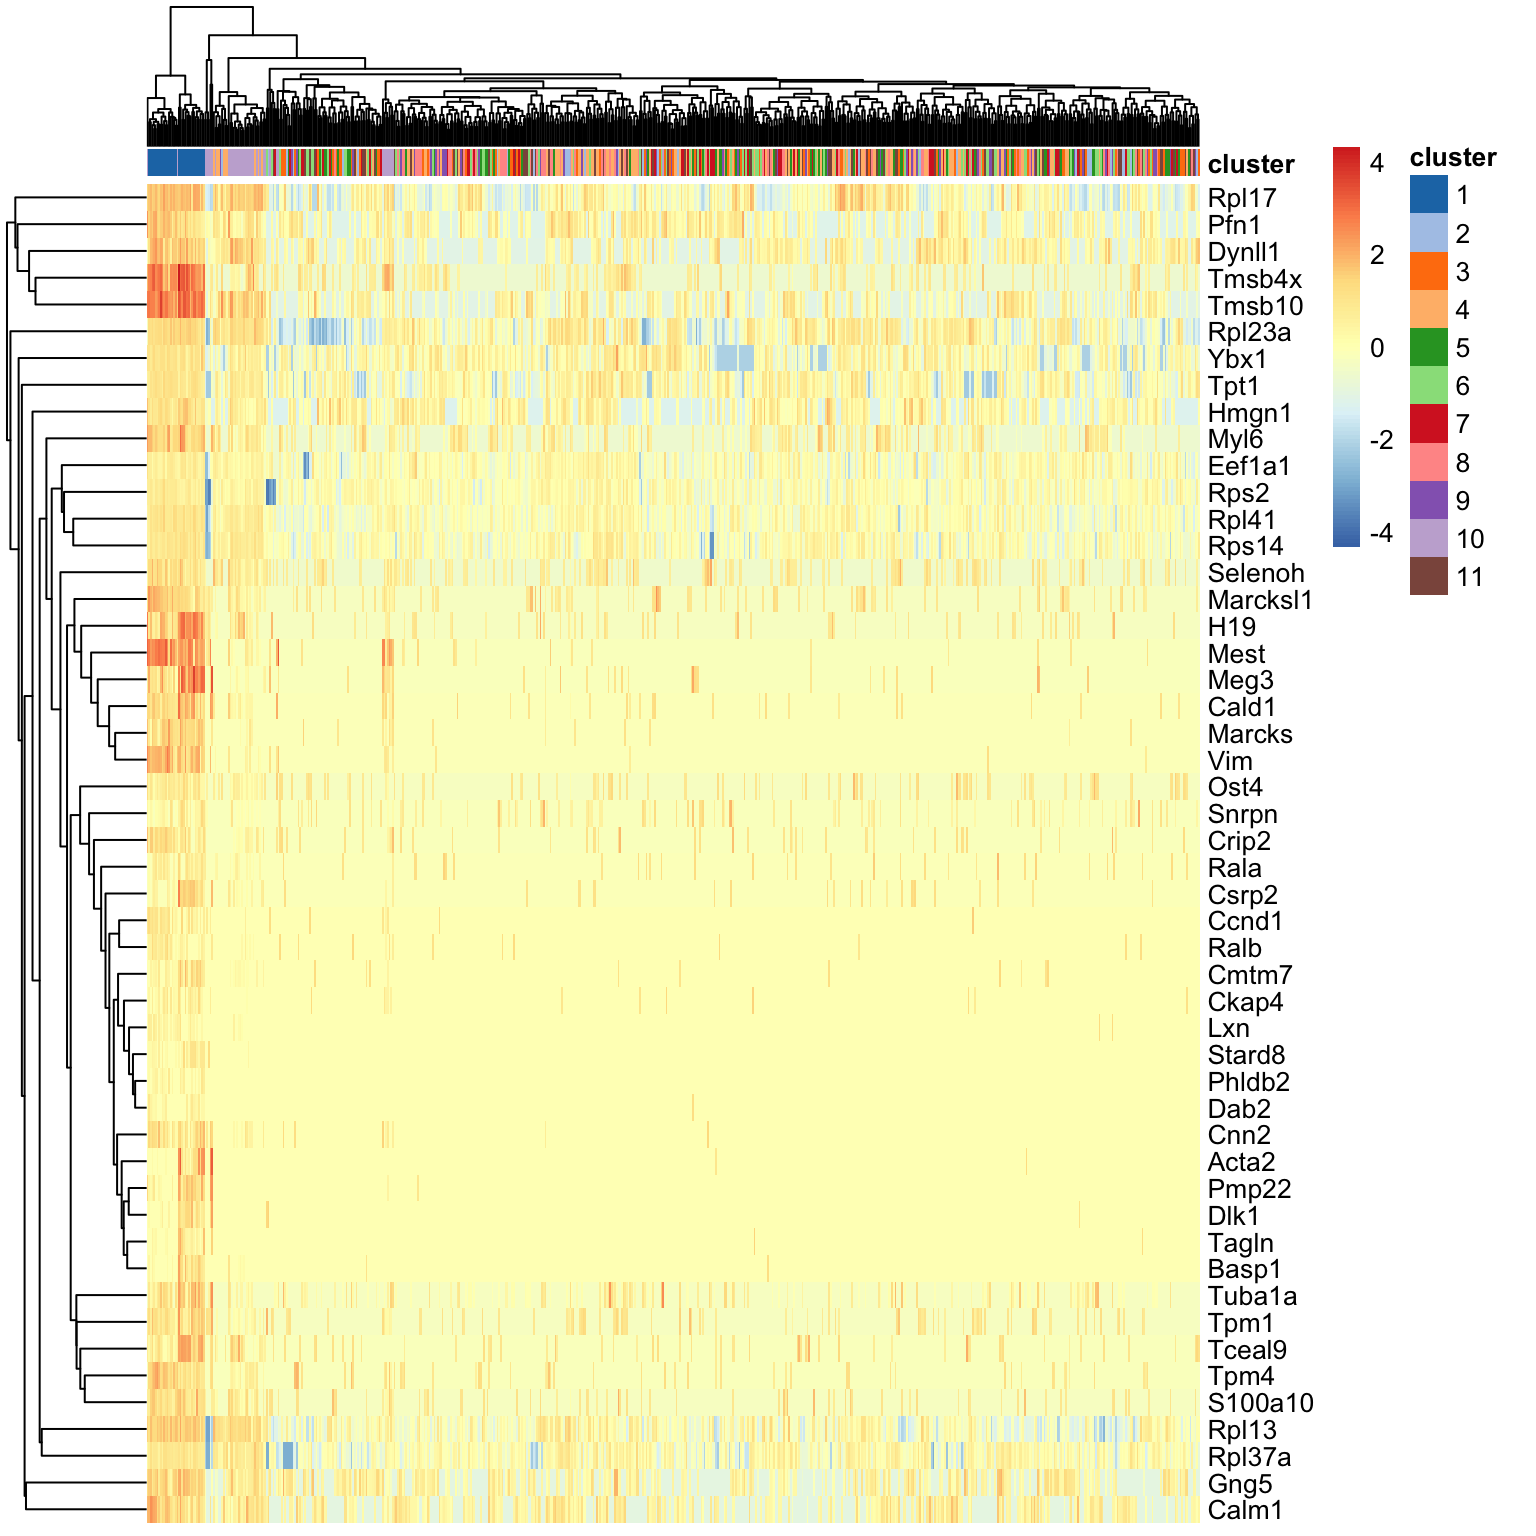 cluster
Rpl17
Pfn1
Dynll1
Tmsb4x
Tmsb10
Rpl23a
Ybx1
Tpt1
Hmgn1
Myl6
Eef1a1
Rps2
Rpl41
Rps14
Selenoh
Marcksl1
H19
Mest
Meg3
Cald1
Marcks
Vim
Ost4
Snrpn
Crip2
Rala
Csrp2
Ccnd1
Ralb
Cmtm7
Ckap4
Lxn
Stard8
Phldb2
Dab2
Cnn2
Acta2
Pmp22
Dlk1
Tagln
Basp1
Tuba1a
Tpm1
Tceal9
Tpm4
S100a10
Rpl13
Rpl37a
Gng5
Calm1
4
2
0
-2
-4
cluster
1
2
3
4
5
6
7
8
9
10
11